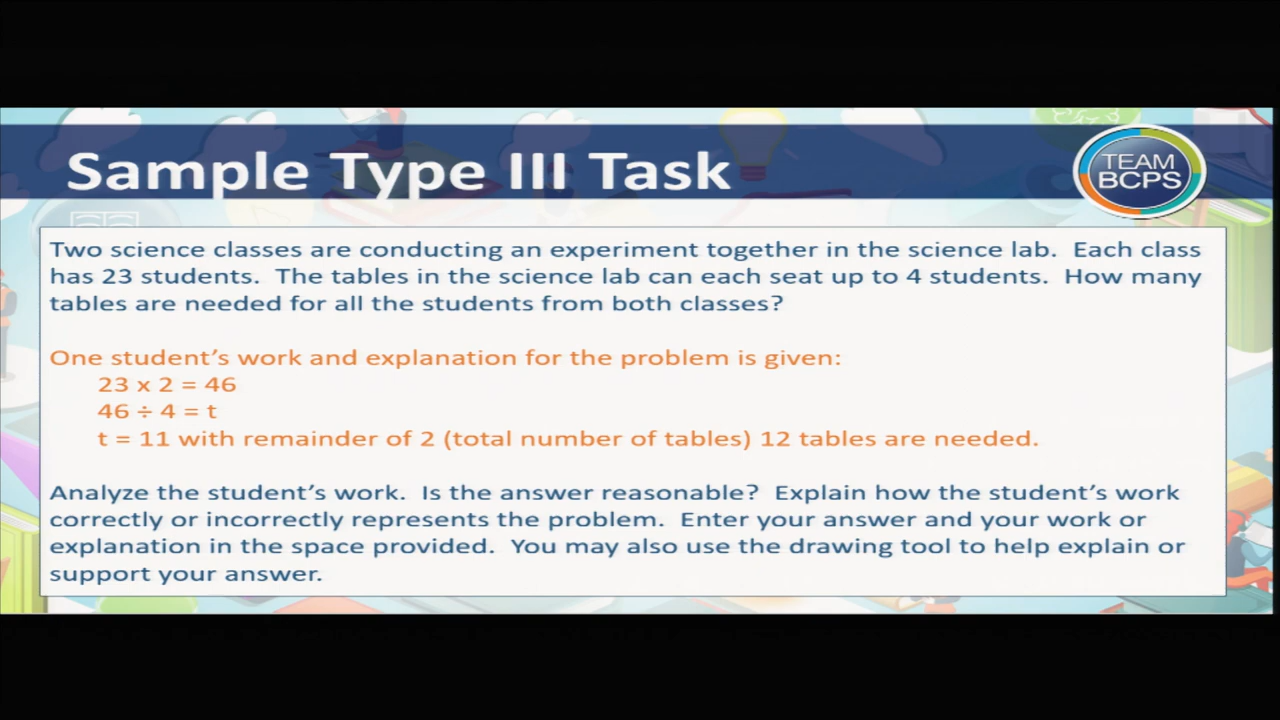 Sample Type III Task
TEAM
BCPS
Two science classes are conducting an experiment together in the science lab.  Each class
has 23 students.  The tables in the science lab can each seat up to 4 students.  How many
tables are needed for all the students from both classes?
One student's work and explanation for the problem is given:
23 x 2 = 46
46 ÷ 4 = t
t = 11 with remainder of 2 (total number of tables) 12 tables are needed.
Analyze the student's work.  Is the answer reasonable?  Explain how the student's work
correctly or incorrectly represents the problem.  Enter your answer and your work or
explanation in the space provided.  You may also use the drawing tool to help explain or
support your answer.